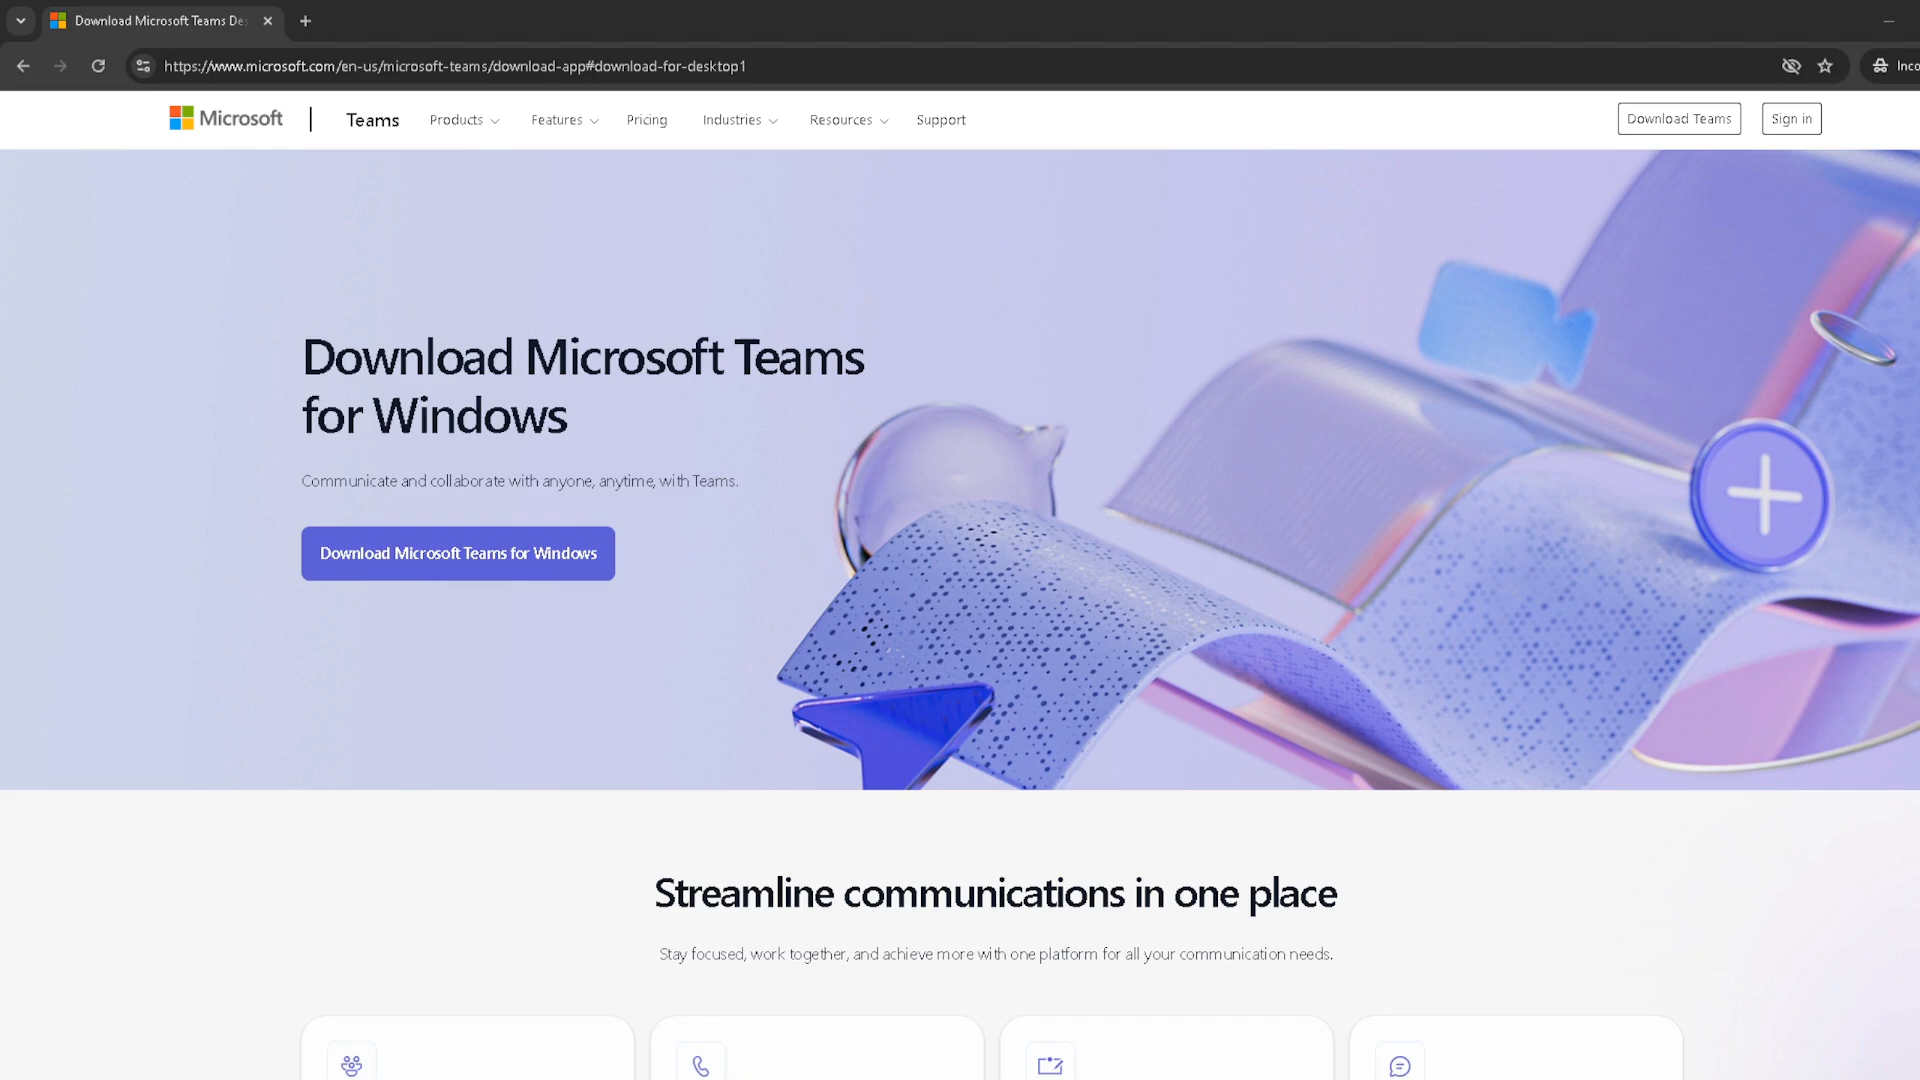 Download Microsoft Teams De
https://www.microsoft.com/en-us/microsoft-teams/download-app#download-for-desktop1
Inco
Microsoft
Teams
Products
Features
Pricing
Industries
Resources
Support
Download Teams
Sign in
Download Microsoft Teams
for Windows
Communicate and collaborate with anyone, anytime, with Teams.
Download Microsoft Teams for Windows
Streamline communications in one place
Stay focused, work together, and achieve more with one platform for all your communication needs.